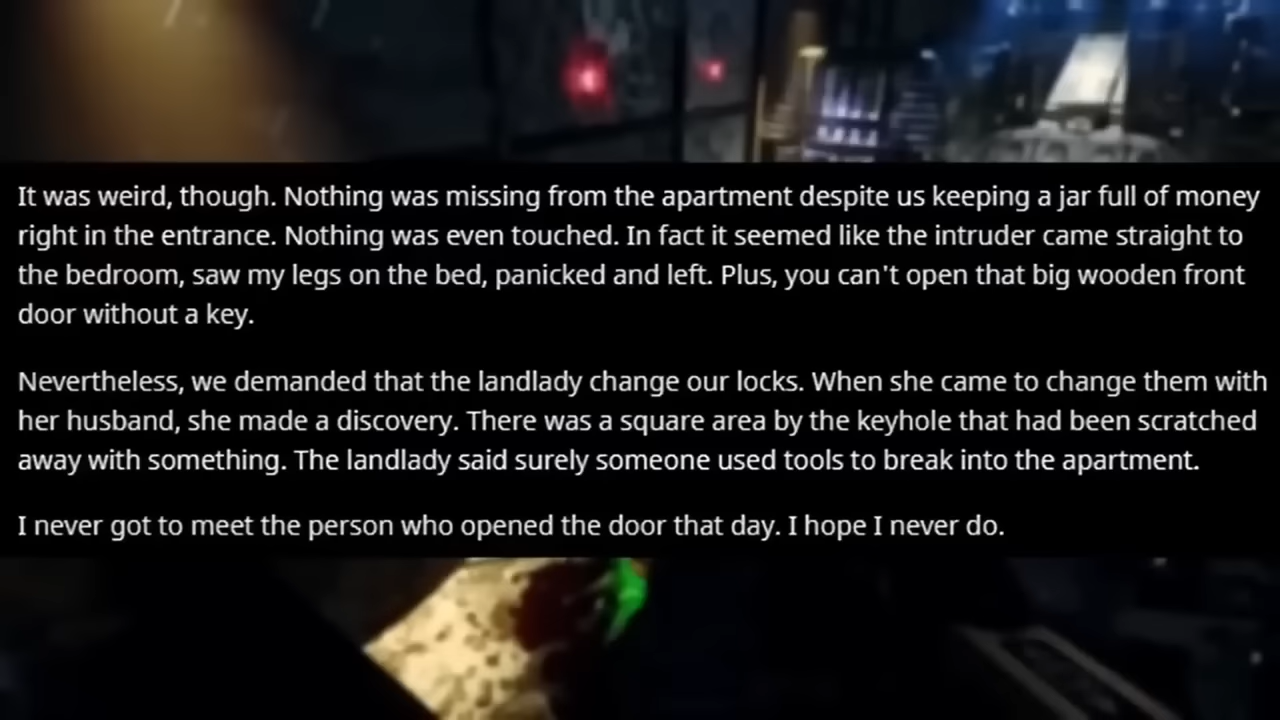 It was weird, though. Nothing was missing from the apartment despite us keeping a jar full of money
right in the entrance. Nothing was even touched. In fact it seemed like the intruder came straight to
the bedroom, saw my legs on the bed, panicked and left. Plus, you can't open that big wooden front
door without a key.
Nevertheless, we demanded that the landlady change our locks. When she came to change them with
her husband, she made a discovery. There was a square area by the keyhole that had been scratched
away with something. The landlady said surely someone used tools to break into the apartment.
I never got to meet the person who opened the door that day. I hope I never do.